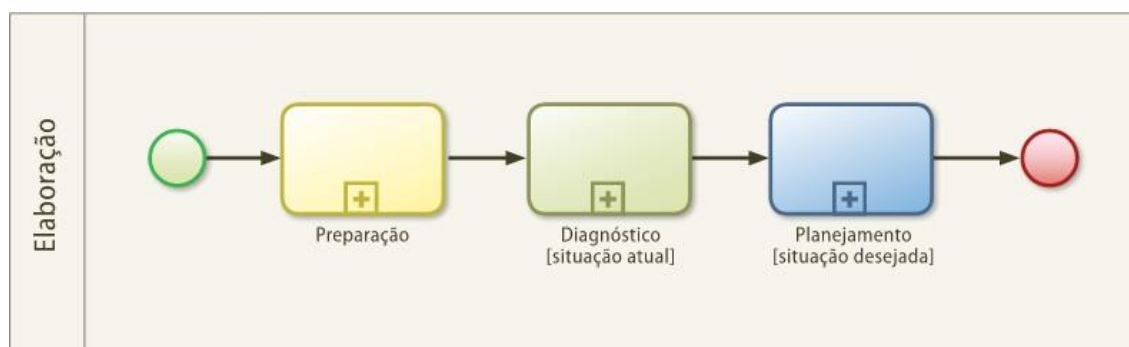 Elaboração
Preparação
Diagnóstico
[situação atual]
Planejamento
[situação desejada]